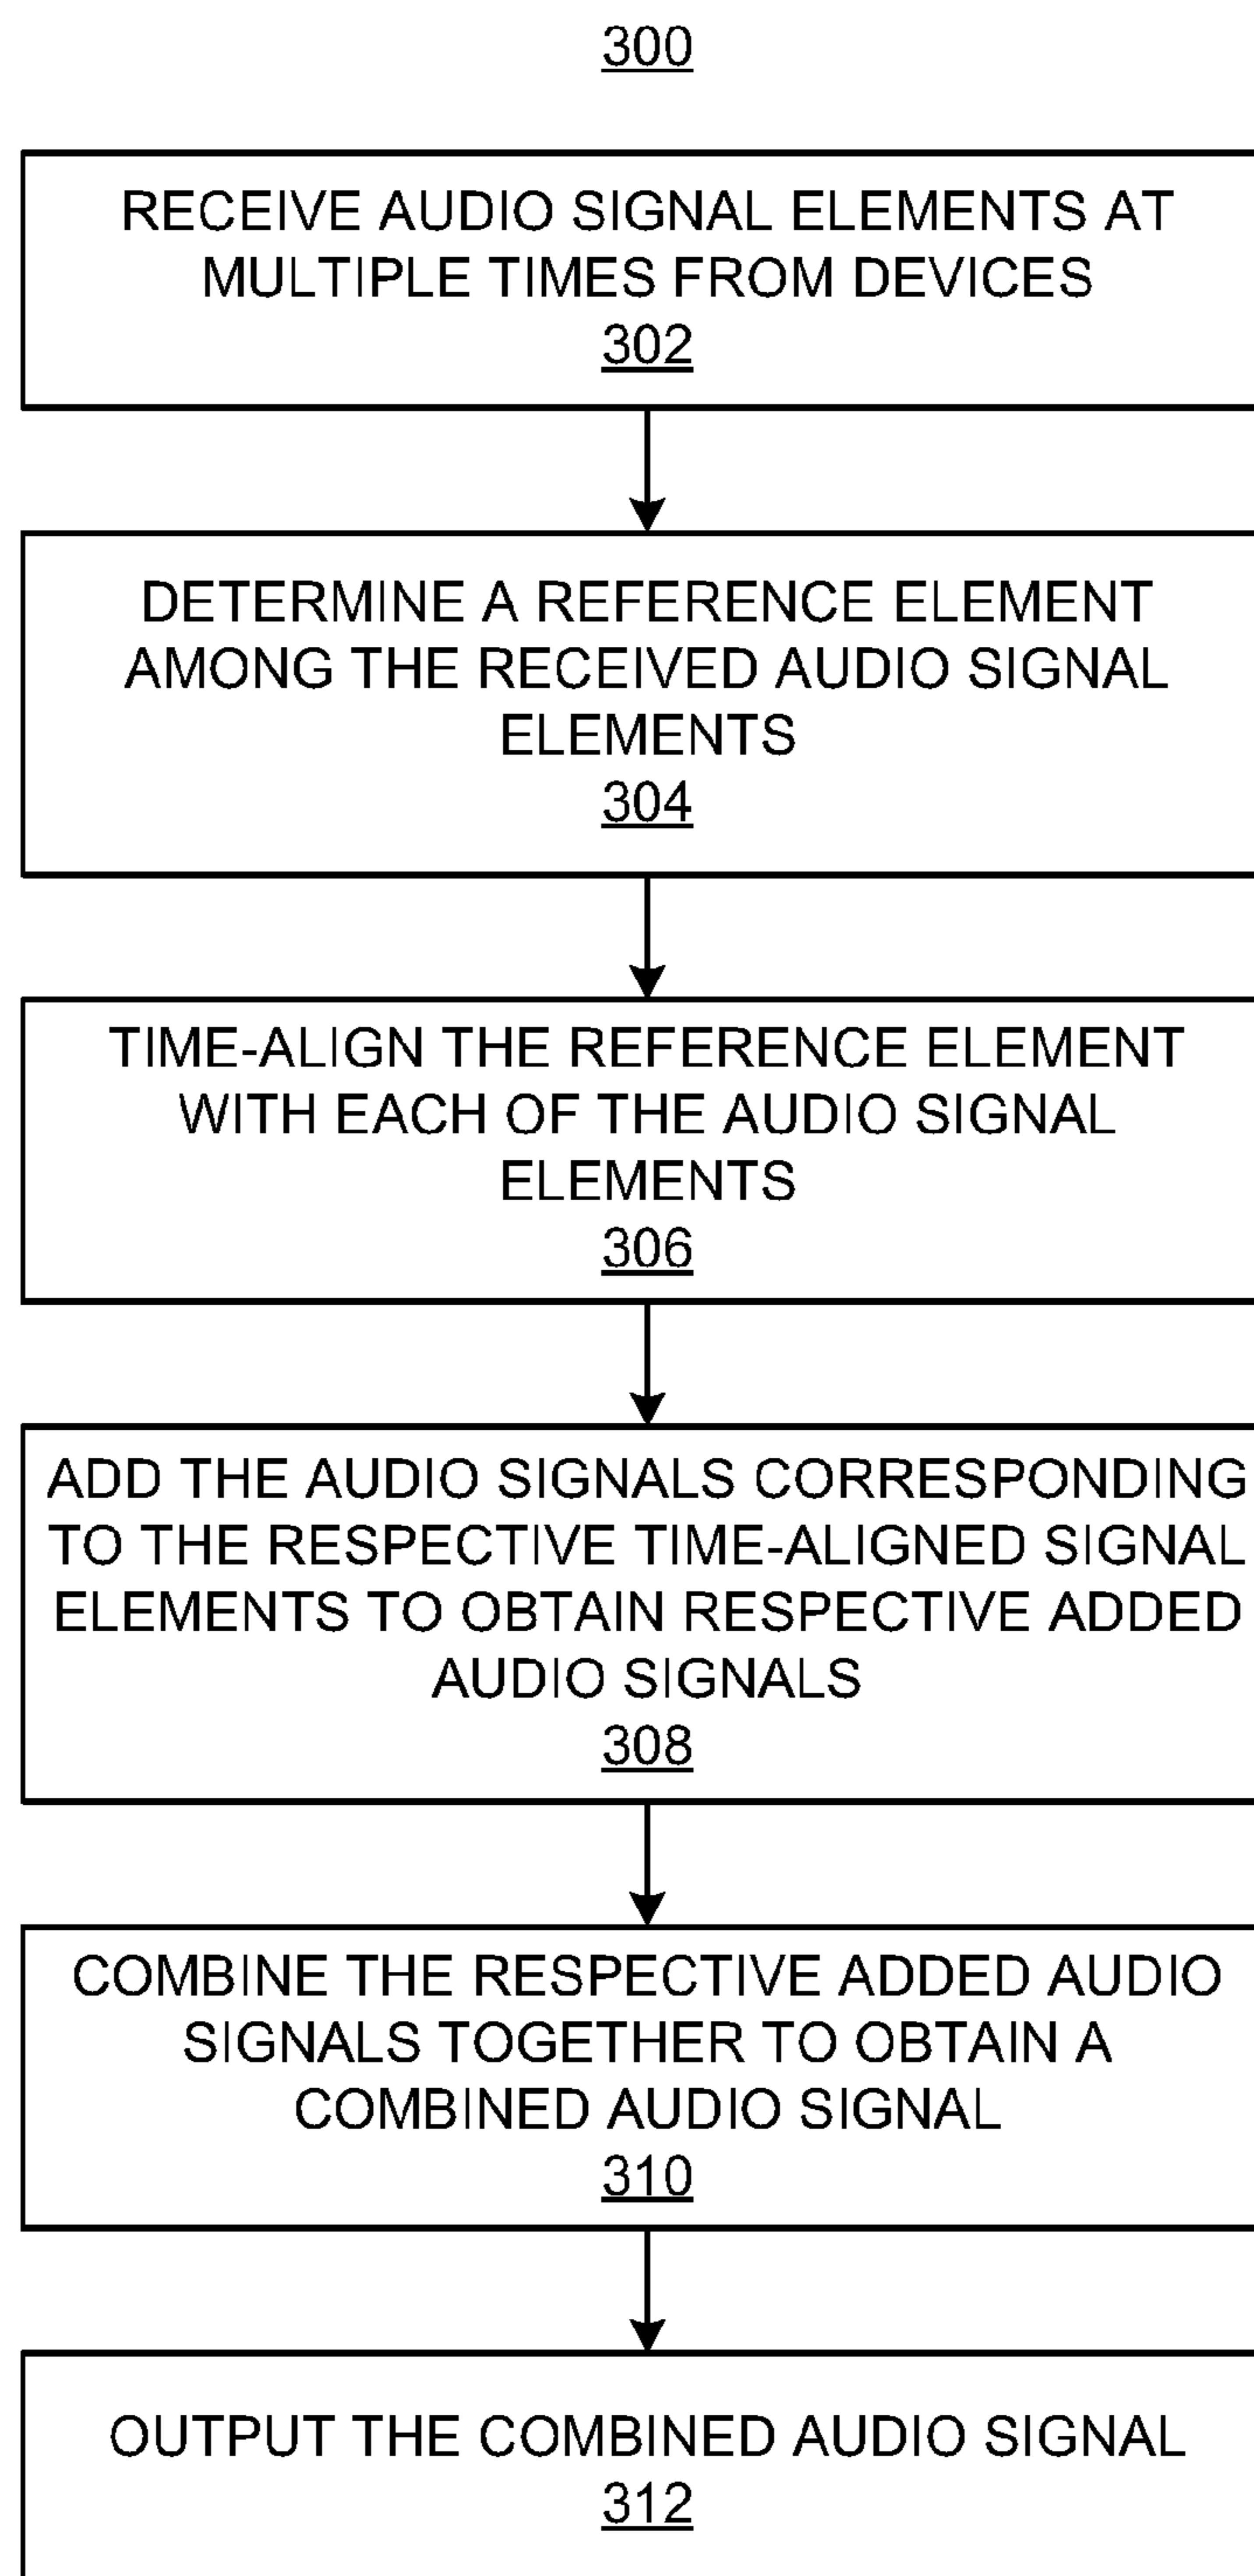 300
RECEIVE AUDIO SIGNAL ELEMENTS AT
MULTIPLE TIMES FROM DEVICES
302
DETERMINE A REFERENCE ELEMENT
AMONG THE RECEIVED AUDIO SIGNAL
ELEMENTS
304
TIME-ALIGN THE REFERENCE ELEMENT
WITH EACH OF THE AUDIO SIGNAL
ELEMENTS
306
ADD THE AUDIO SIGNALS CORRESPONDING
TO THE RESPECTIVE TIME-ALIGNED SIGNAL
ELEMENTS TO OBTAIN RESPECTIVE ADDED
AUDIO SIGNALS
308
COMBINE THE RESPECTIVE ADDED AUDIO
SIGNALS TOGETHER TO OBTAIN A
COMBINED AUDIO SIGNAL
310
OUTPUT THE COMBINED AUDIO SIGNAL
312